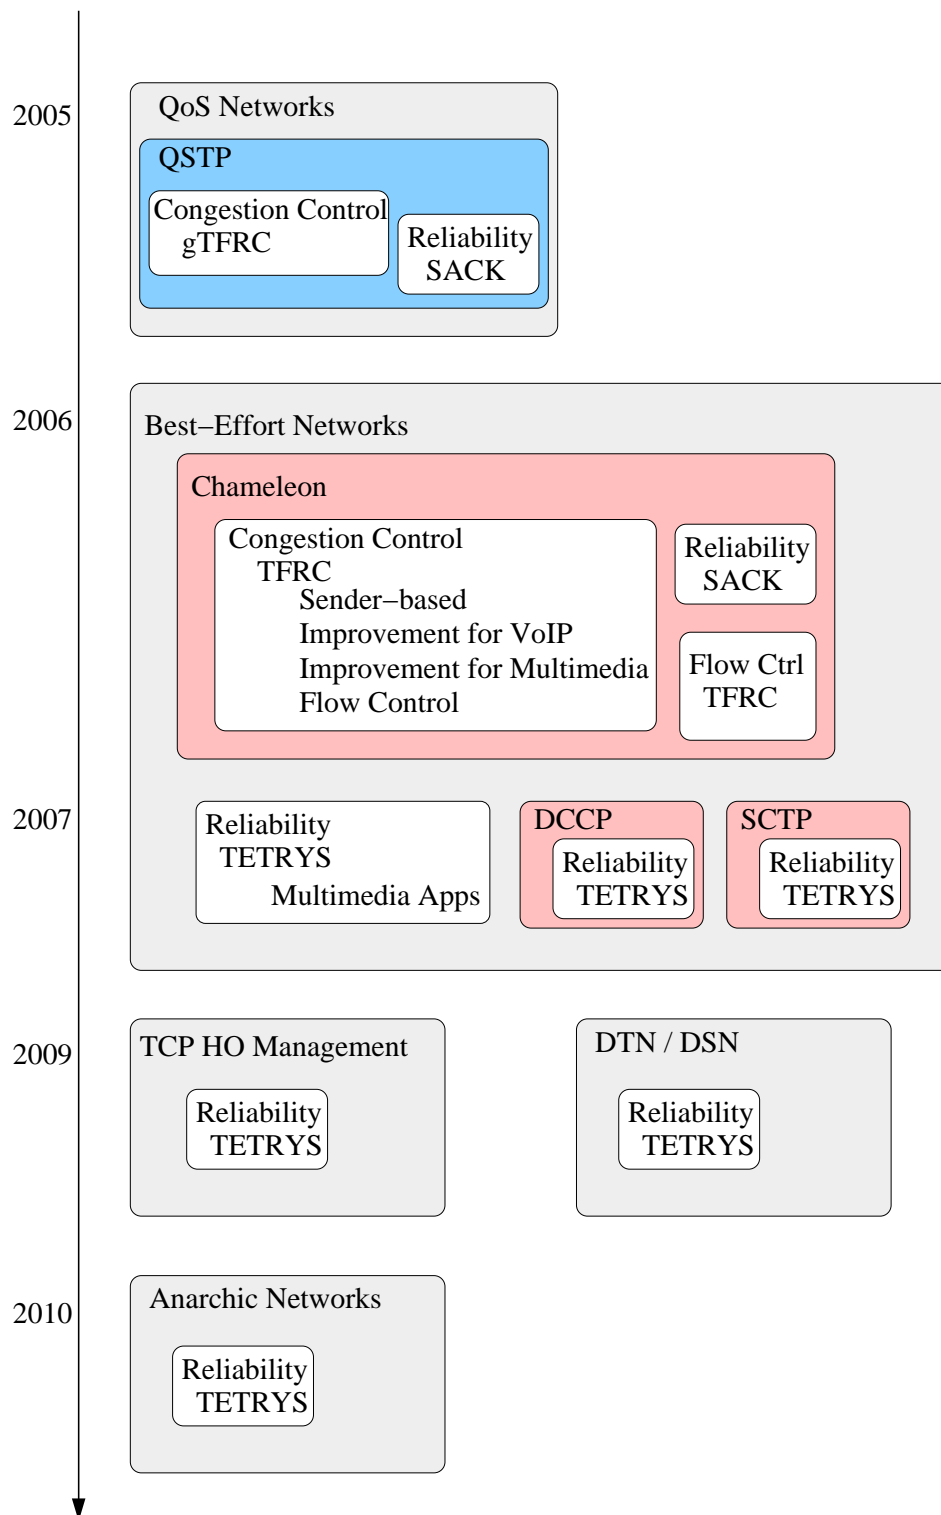 2005
QoS Networks
QSTP
Congestion Control
gTFRC
Reliability
SACK
2006
Best−Effort Networks
Chameleon
Congestion Control
TFRC
Sender−based
Improvement for VoIP
Improvement for Multimedia
Flow Control
Reliability
SACK
Flow Ctrl
TFRC
2007
Reliability
TETRYS
Multimedia Apps
DCCP
Reliability
TETRYS
SCTP
Reliability
TETRYS
2009
TCP HO Management
Reliability
TETRYS
DTN / DSN
Reliability
TETRYS
2010
Anarchic Networks
Reliability
TETRYS